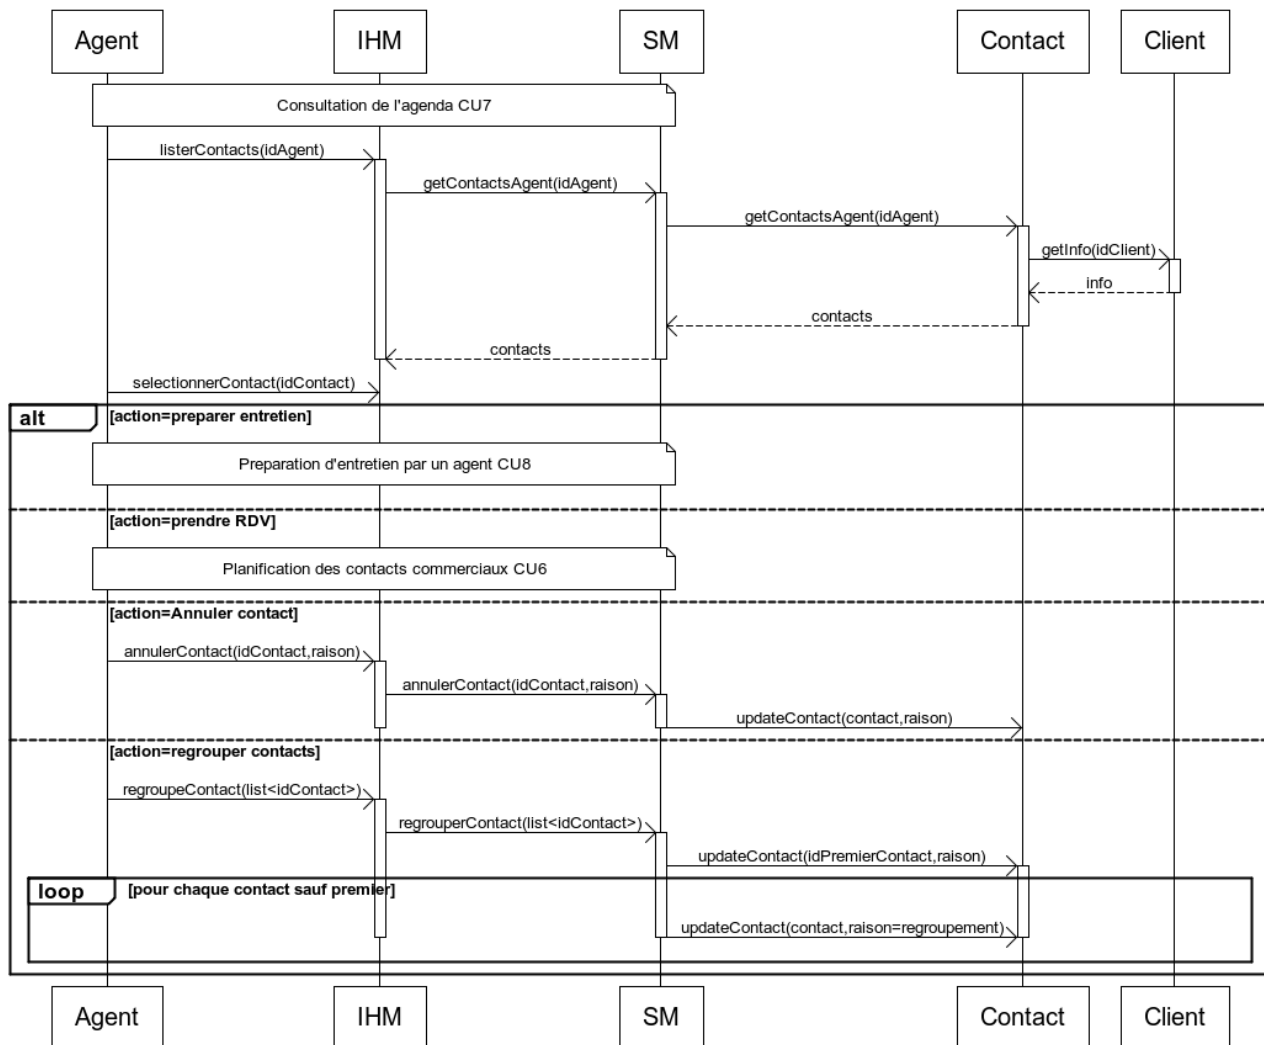 Agent
IHM
SM
Contact
Client
Consultation de l'agenda CU7
listerContacts(idAgent)
getContactsAgent(idAgent)
getContactsAgent(idAgent)
getInfo(idClient)
info
contacts
contacts
selectionnerContact(idContact)
alt
[action=preparer entretien]
Preparation d'entretien par un agent CU8
[action=prendre RDV]
Planification des contacts commerciaux CU6
[action=Annuler contact]
annulerContact(idContact,raison)
annulerContact(idContact,raison)
updateContact(contact,raison)
[action=regrouper contacts]
regroupeContact(list<idContact>)
regrouperContact(list<idContact>)
updateContact(idPremierContact,raison)
loop
[pour chaque contact sauf premier]
updateContact(contact,raison=regroupement)
Agent
IHM
SM
Contact
Client